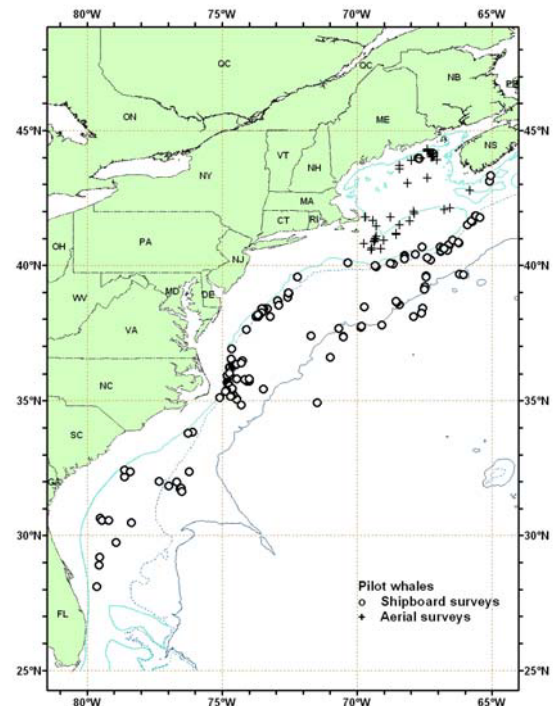 80°W 75°W 70°W 65°W
QC QC NB
ON
ME
45°N 45°N
NS
VT NH
NY
MA
CT RI
PA
OH NJ
40°N 40°N
MD DE
WV
VA
NC
35°N 35°N
SC
30°N 30°N
Pilot whales
Shipboard surveys
FL
Aerial surveys
25°N 25°N
80°W 75°W 70°W 65°W